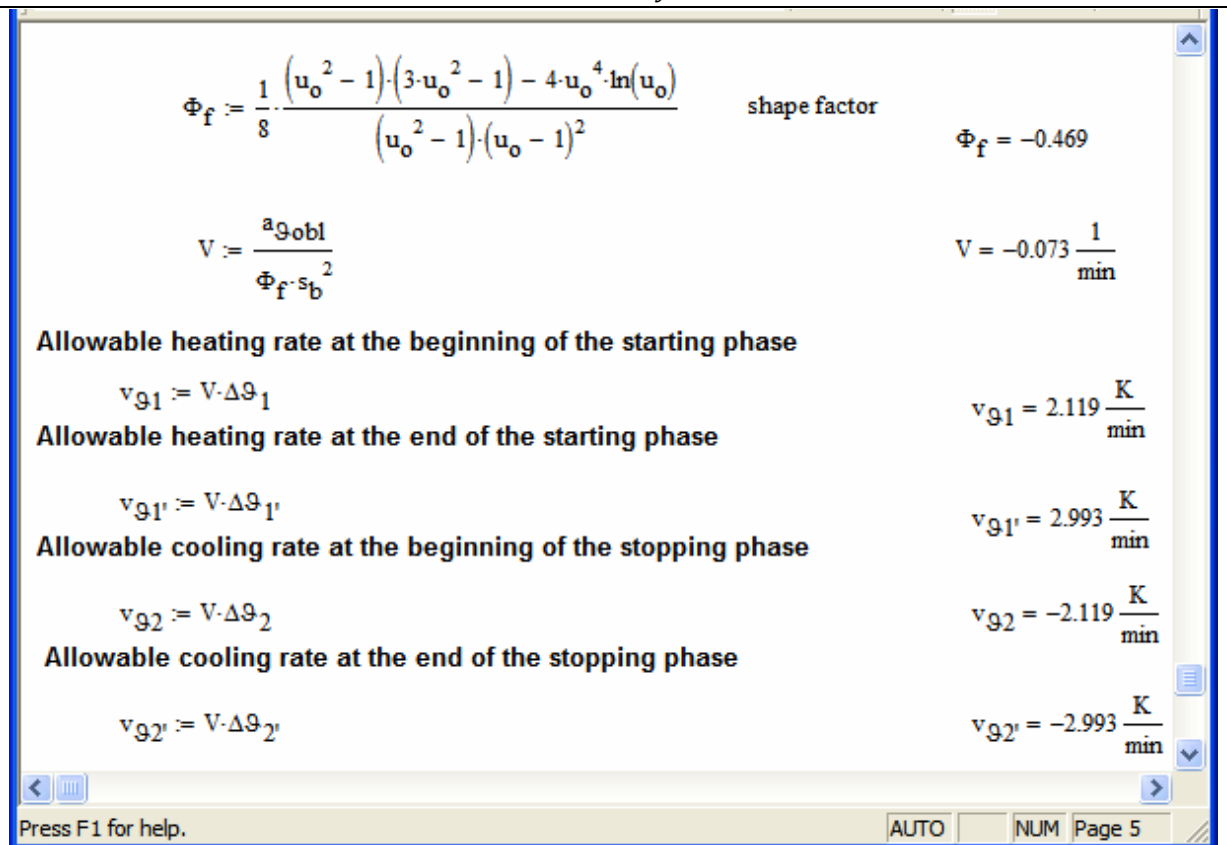 Φf := 1/8 · (uo² − 1)·(3·uo² − 1) − 4·uo⁴·ln(uo) / (uo² − 1)·(uo − 1)² shape factor Φf = −0.469
V := aϑobl / Φf·sb² V = −0.073 1/min
Allowable heating rate at the beginning of the starting phase
vϑ1 := V·Δϑ1 vϑ1 = 2.119 K/min
Allowable heating rate at the end of the starting phase
vϑ1' := V·Δϑ1' vϑ1' = 2.993 K/min
Allowable cooling rate at the beginning of the stopping phase
vϑ2 := V·Δϑ2 vϑ2 = −2.119 K/min
Allowable cooling rate at the end of the stopping phase
vϑ2' := V·Δϑ2' vϑ2' = −2.993 K/min
Press F1 for help. AUTO NUM Page 5